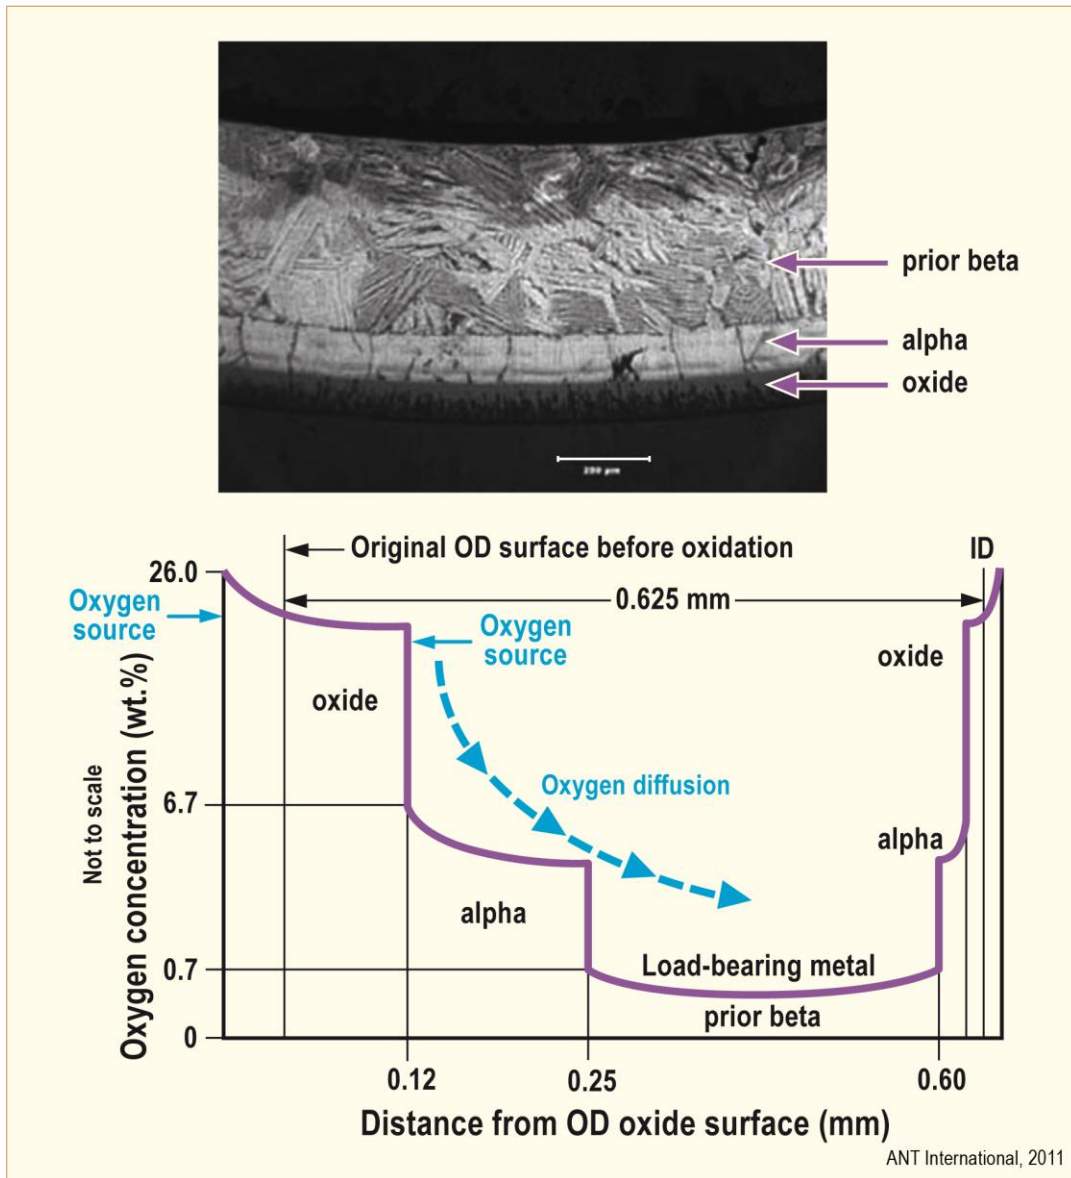 prior beta
alpha
oxide
250 µm
Original OD surface before oxidation
ID
26.0
0.625 mm
Oxygen
source
Oxygen
source
oxide
oxide
Oxygen concentration (wt.%)
Not to scale
Oxygen diffusion
6.7
alpha
alpha
0.7
Load-bearing metal
prior beta
0
0.12
0.25
0.60
Distance from OD oxide surface (mm)
ANT International, 2011